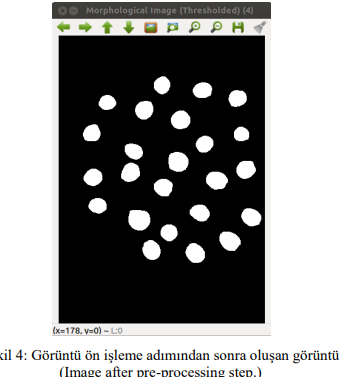 Morphological Image (Thresholded) (4)
(x=178, y=0) ~ L:0
kil 4: Görüntü ön işleme adımından sonra oluşan görüntü
(Image after pre-processing step.)